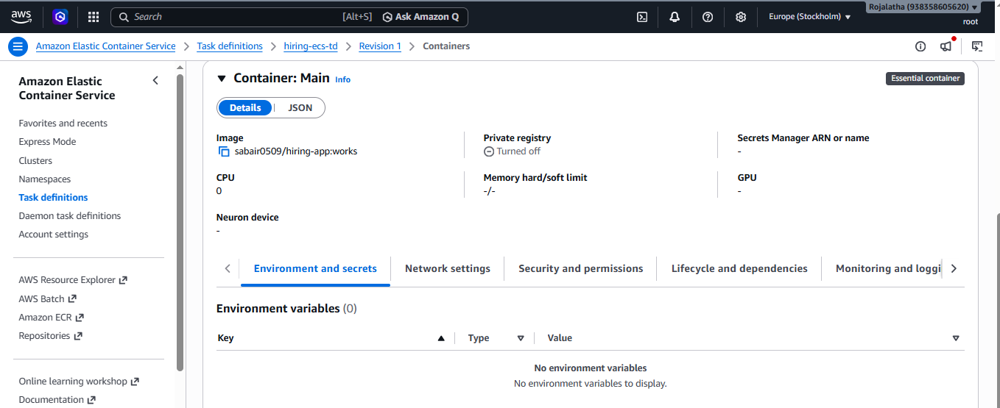 aws
Search [Alt+S] Ask Amazon Q
Europe (Stockholm) ▼
Rojalatha (938358605620) ▼
root
Amazon Elastic Container Service > Task definitions > hiring-ecs-td > Revision 1 > Containers
Amazon Elastic
Container Service
Favorites and recents
Express Mode
Clusters
Namespaces
Task definitions
Daemon task definitions
Account settings
AWS Resource Explorer
AWS Batch
Amazon ECR
Repositories
Online learning workshop
Documentation
▼ Container: Main Info
Essential container
Details | JSON
Image
sabair0509/hiring-app:works
Private registry
Turned off
Secrets Manager ARN or name
-
CPU
0
Memory hard/soft limit
-/-
GPU
-
Neuron device
-
Environment and secrets
Network settings
Security and permissions
Lifecycle and dependencies
Monitoring and loggi
Environment variables (0)
Key Type Value
No environment variables
No environment variables to display.